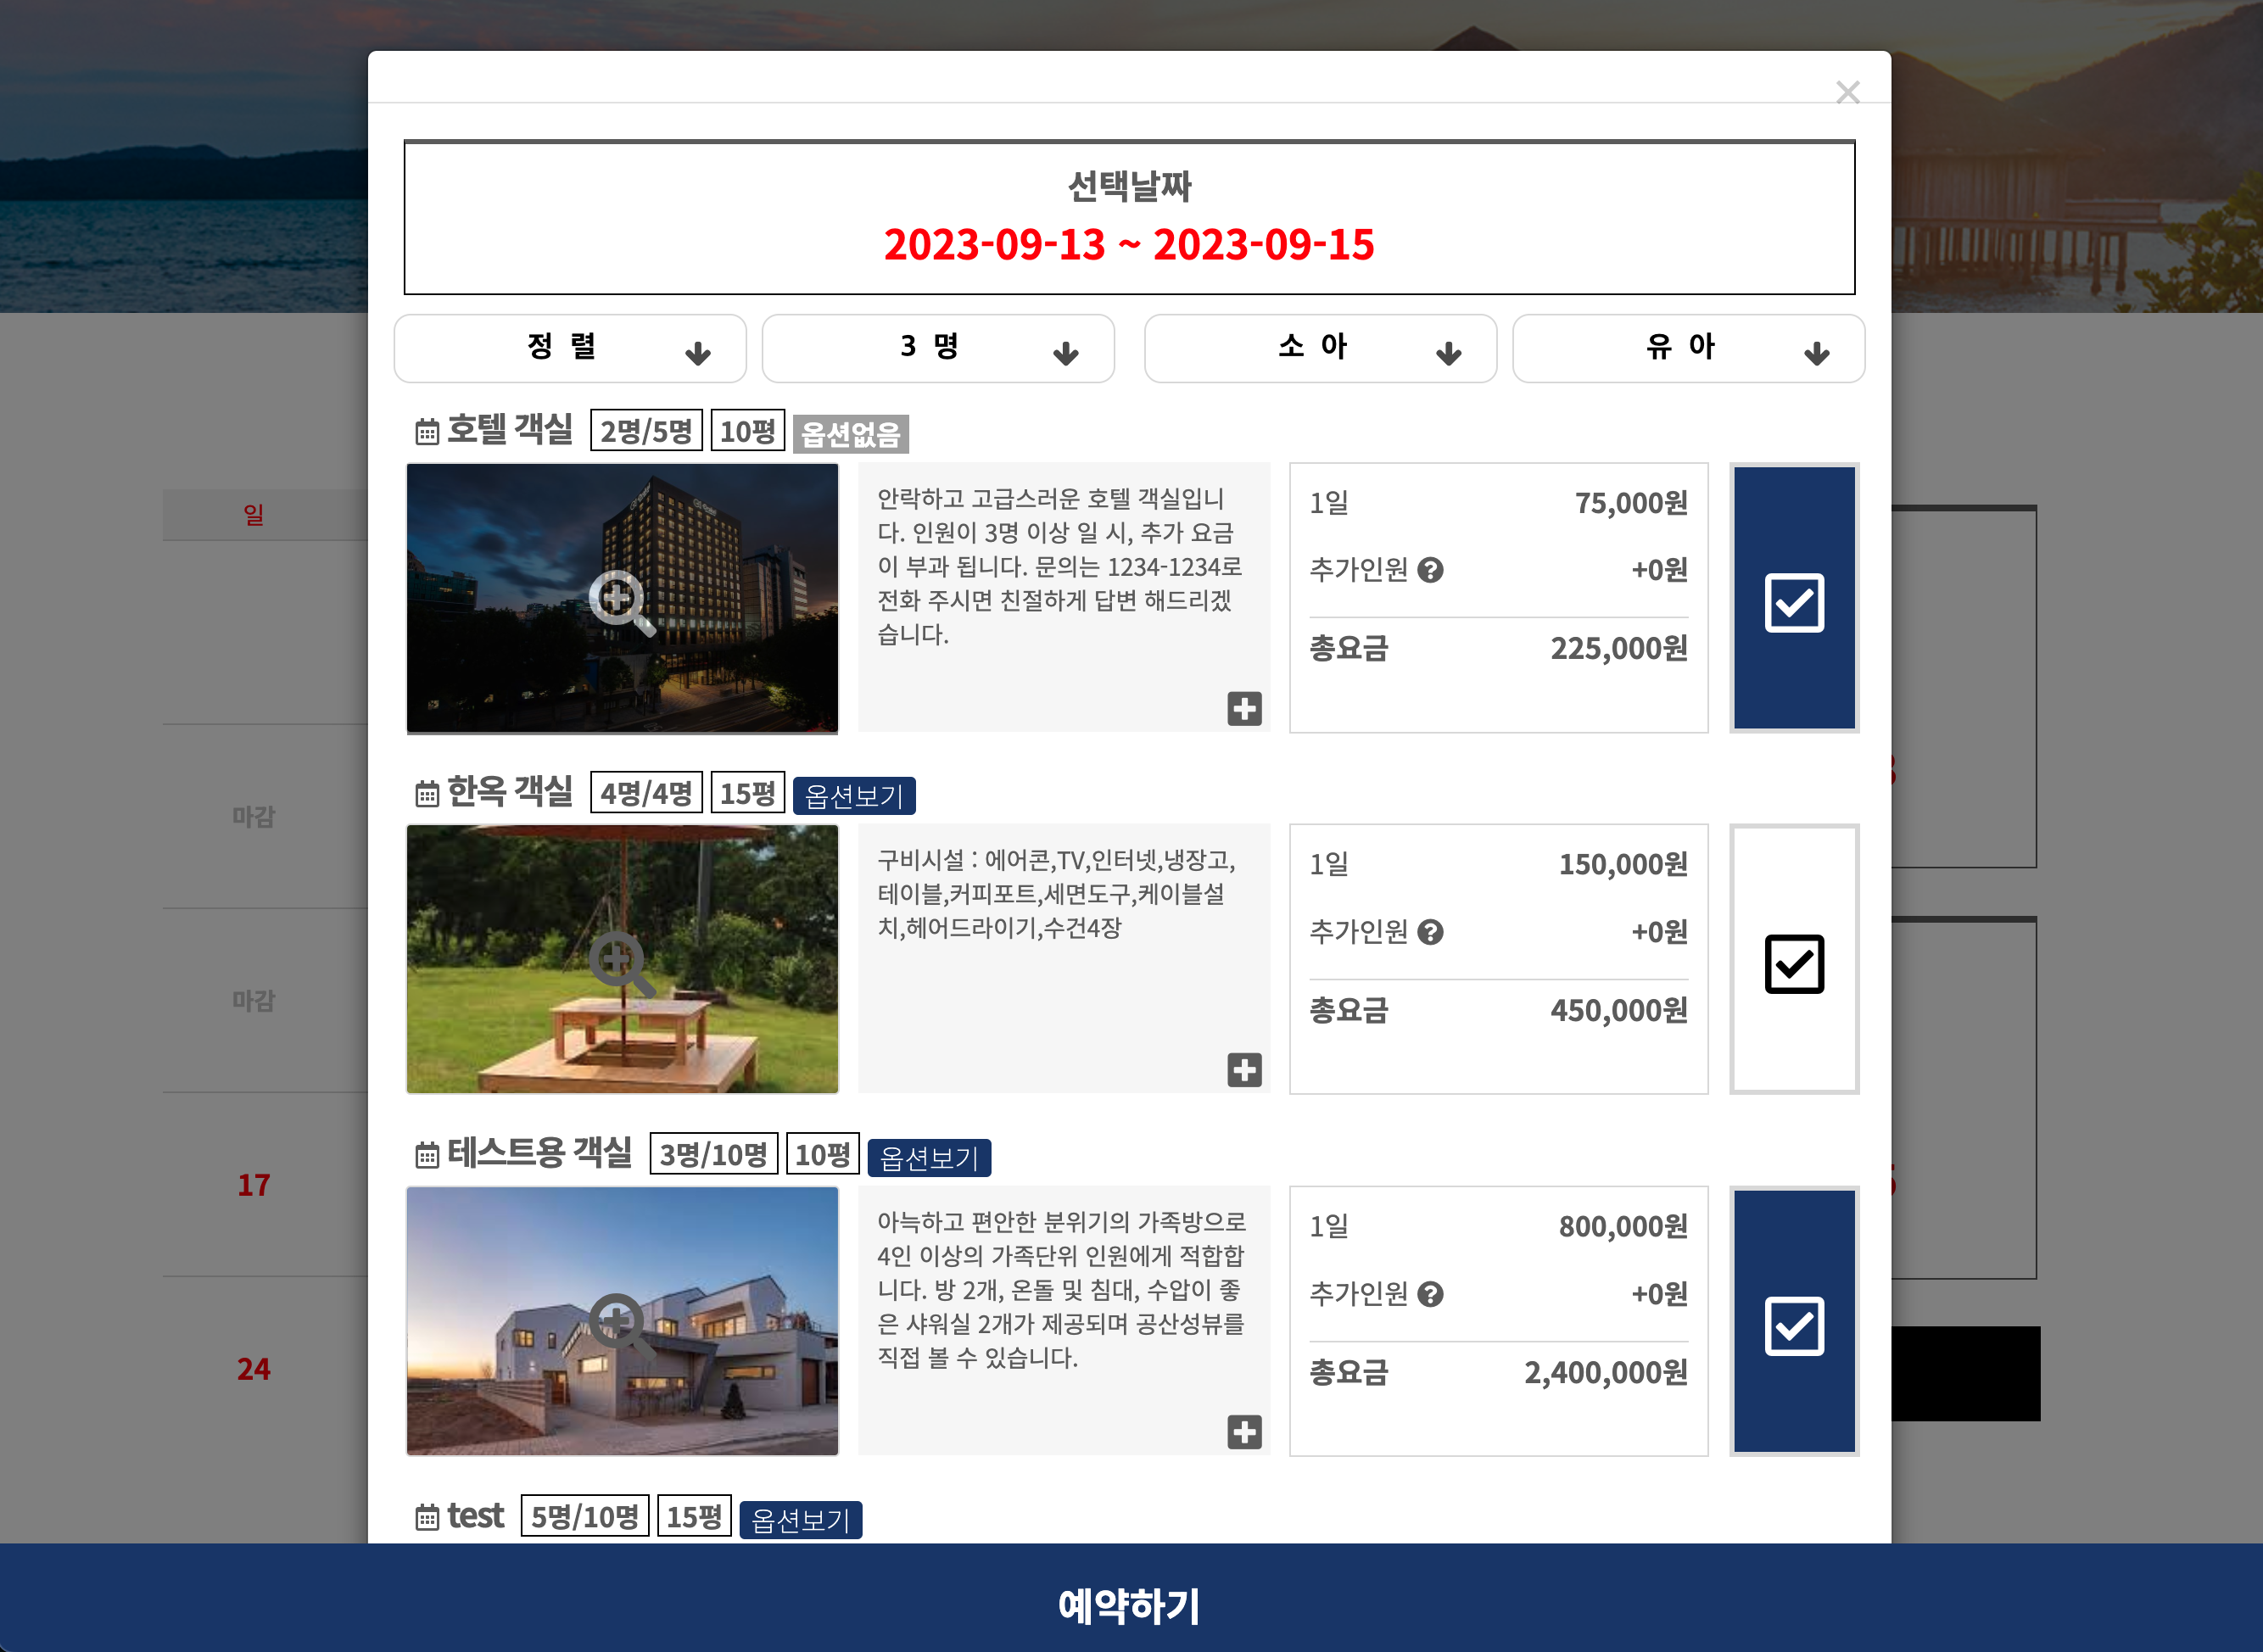 선택날짜
2023-09-13 ~ 2023-09-15
정 렬
3 명
소 아
유 아
호텔 객실 2명/5명 10평 옵션없음
안락하고 고급스러운 호텔 객실입니
다. 인원이 3명 이상 일 시, 추가 요금
이 부과 됩니다. 문의는 1234-1234로
전화 주시면 친절하게 답변 해드리겠
습니다.
1일 75,000원
추가인원 +0원
총요금 225,000원
한옥 객실 4명/4명 15평 옵션보기
구비시설 : 에어콘,TV,인터넷,냉장고,
테이블,커피포트,세면도구,케이블설
치,헤어드라이기,수건4장
1일 150,000원
추가인원 +0원
총요금 450,000원
테스트용 객실 3명/10명 10평 옵션보기
아늑하고 편안한 분위기의 가족방으로
4인 이상의 가족단위 인원에게 적합합
니다. 방 2개, 온돌 및 침대, 수압이 좋
은 샤워실 2개가 제공되며 공산성뷰를
직접 볼 수 있습니다.
1일 800,000원
추가인원 +0원
총요금 2,400,000원
test 5명/10명 15평 옵션보기
예약하기
일
마감
마감
17
24